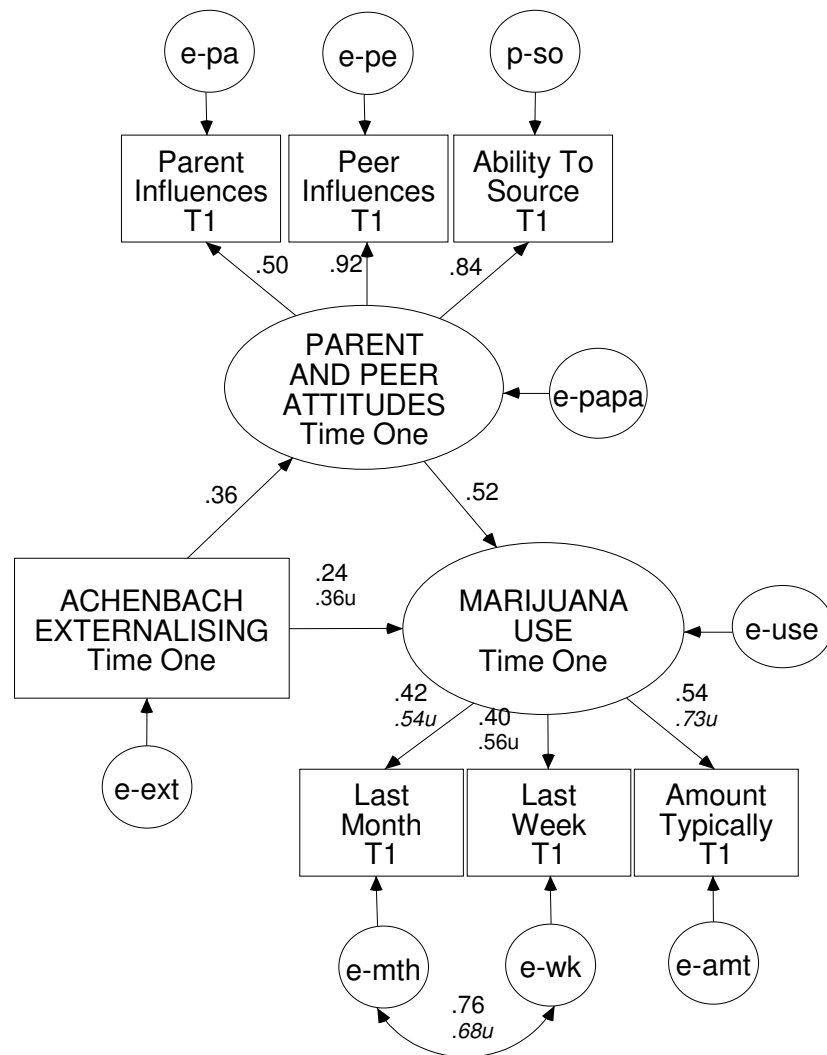 e-pa
e-pe
p-so
Parent
Influences
T1
Peer
Influences
T1
Ability To
Source
T1
.50
.92
.84
PARENT
AND PEER
ATTITUDES
Time One
e-papa
.36
.52
ACHENBACH
EXTERNALISING
Time One
.24
.36u
MARIJUANA
USE
Time One
e-use
e-ext
.42
.54u
.40
.56u
.54
.73u
Last
Month
T1
Last
Week
T1
Amount
Typically
T1
e-mth
e-wk
e-amt
.76
.68u